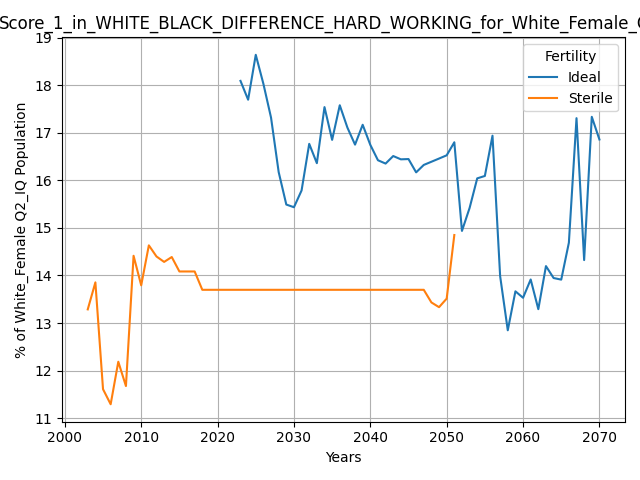 Score_1_in_WHITE_BLACK_DIFFERENCE_HARD_WORKING_for_White_Female_
19
18
17
16
15
14
13
12
11
% of White_Female Q2_IQ Population
Fertility
Ideal
Sterile
2000 2010 2020 2030 2040 2050 2060 2070
Years